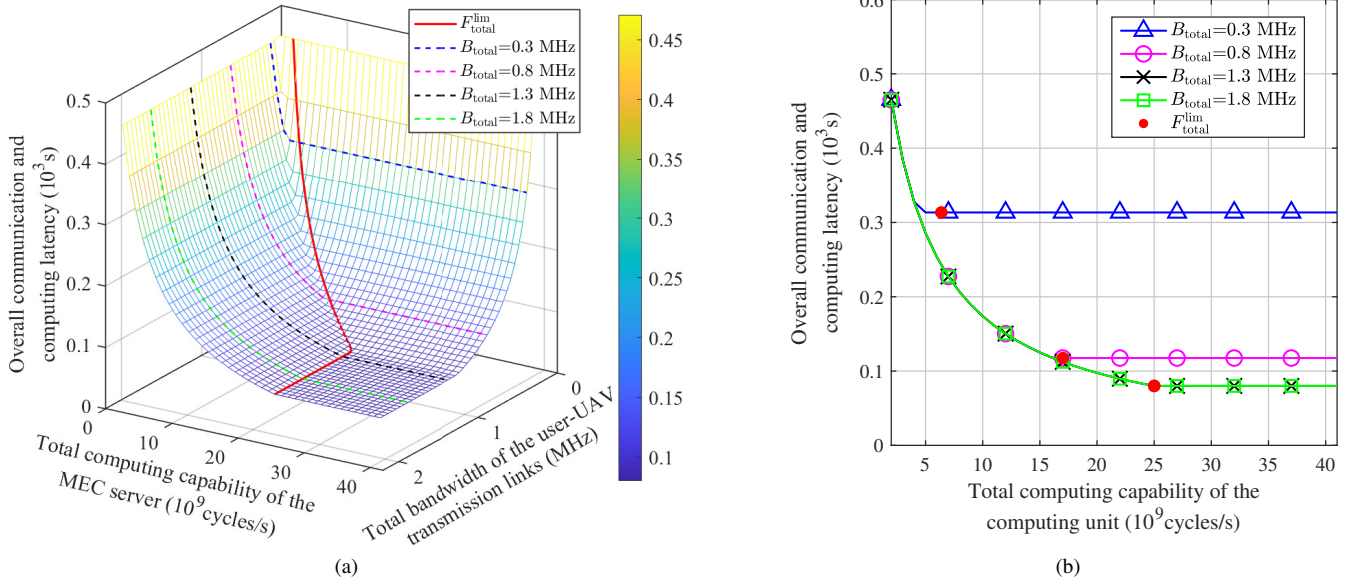 F_total^lim
B_total=0.3 MHz
B_total=0.8 MHz
B_total=1.3 MHz
B_total=1.8 MHz
0.5
0.4
0.3
0.2
0.1
0
Overall communication and
computing latency (10^3s)
0
10
20
30
40
Total computing capability of the
MEC server (10^9cycles/s)
0
1
2
Total bandwidth of the user-UAV
transmission links (MHz)
0.45
0.4
0.35
0.3
0.25
0.2
0.15
0.1
(a)
B_total=0.3 MHz
B_total=0.8 MHz
B_total=1.3 MHz
B_total=1.8 MHz
F_total^lim
0.6
0.5
0.4
0.3
0.2
0.1
0
Overall communication and
computing latency (10^3s)
5 10 15 20 25 30 35 40
Total computing capability of the
computing unit (10^9cycles/s)
(b)